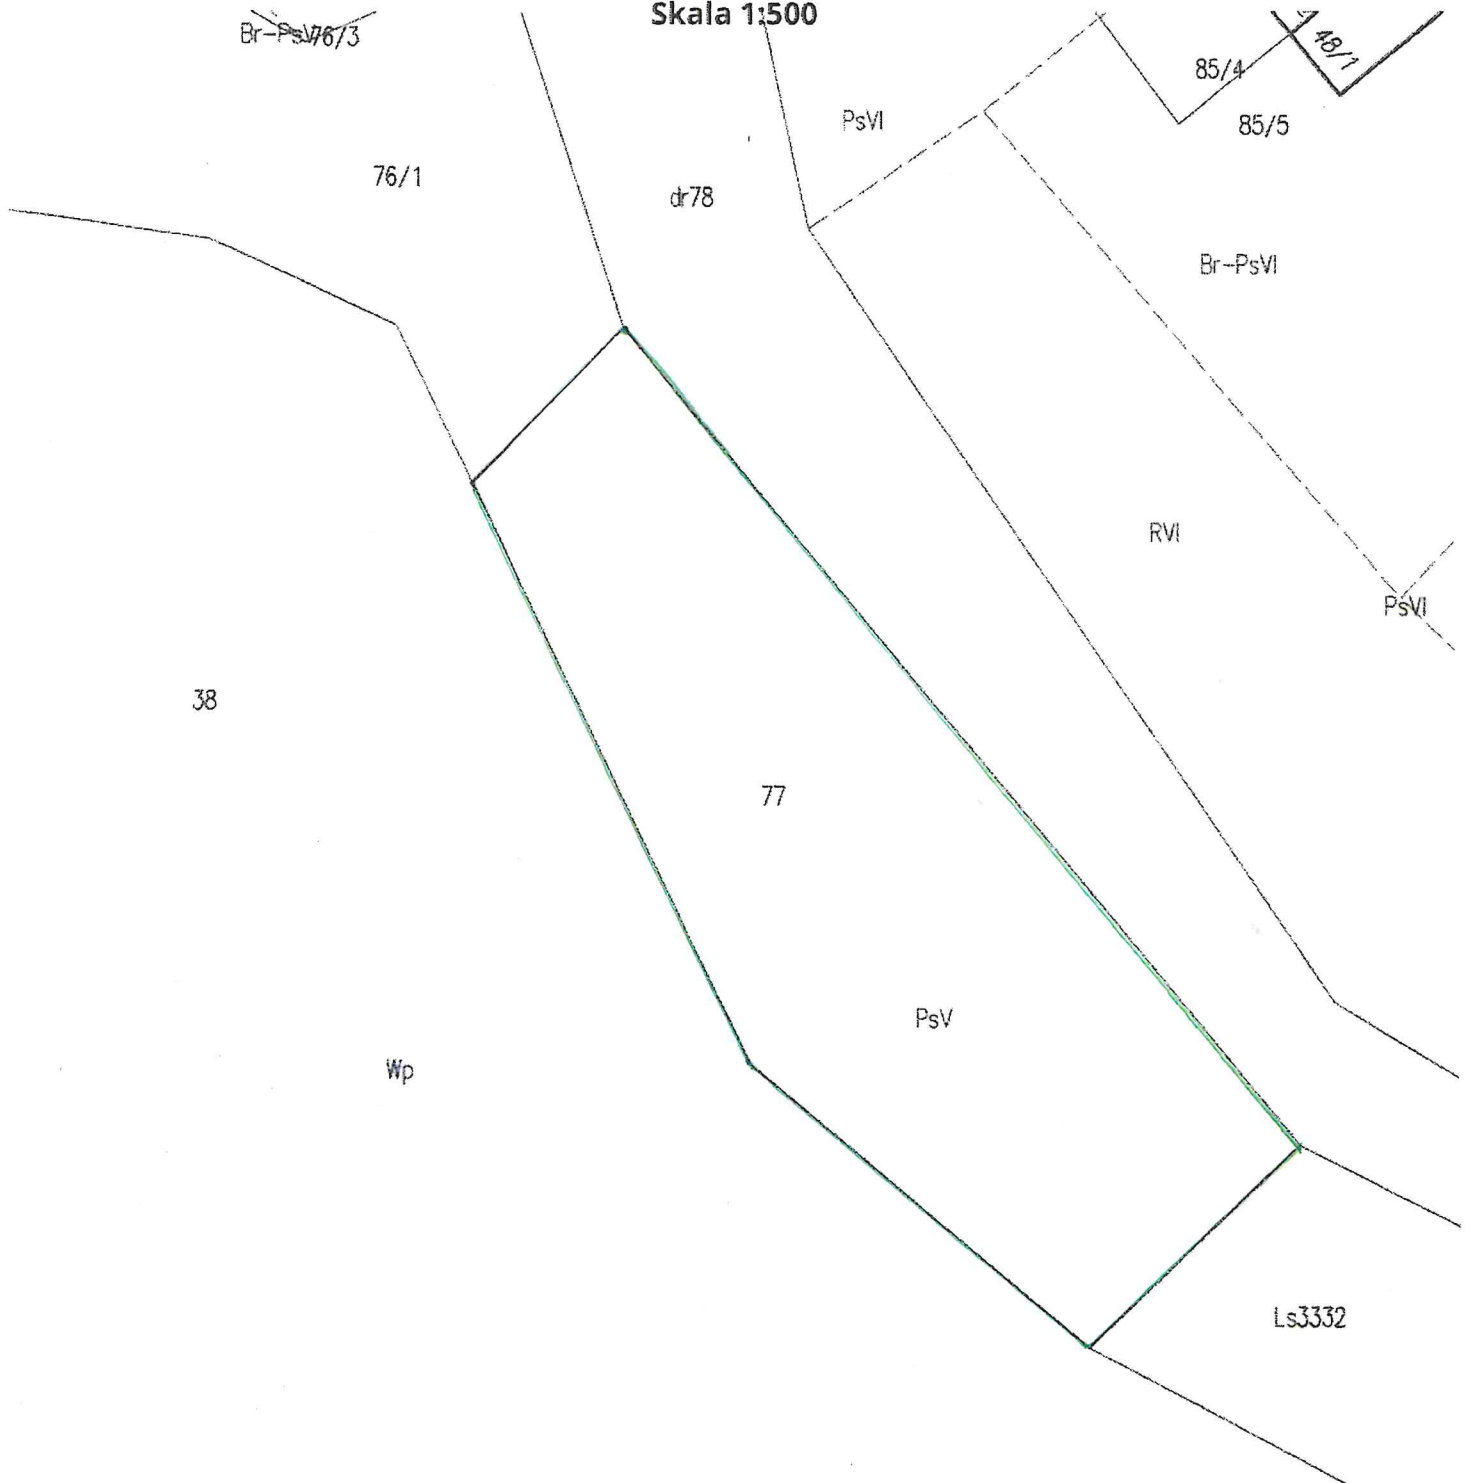 Skala 1:500
Br-PsVI
76/3
48/1
85/4
PsVI
85/5
76/1
dr78
Br-PsVI
RVI
PsVI
38
77
PsV
Wp
Ls3332